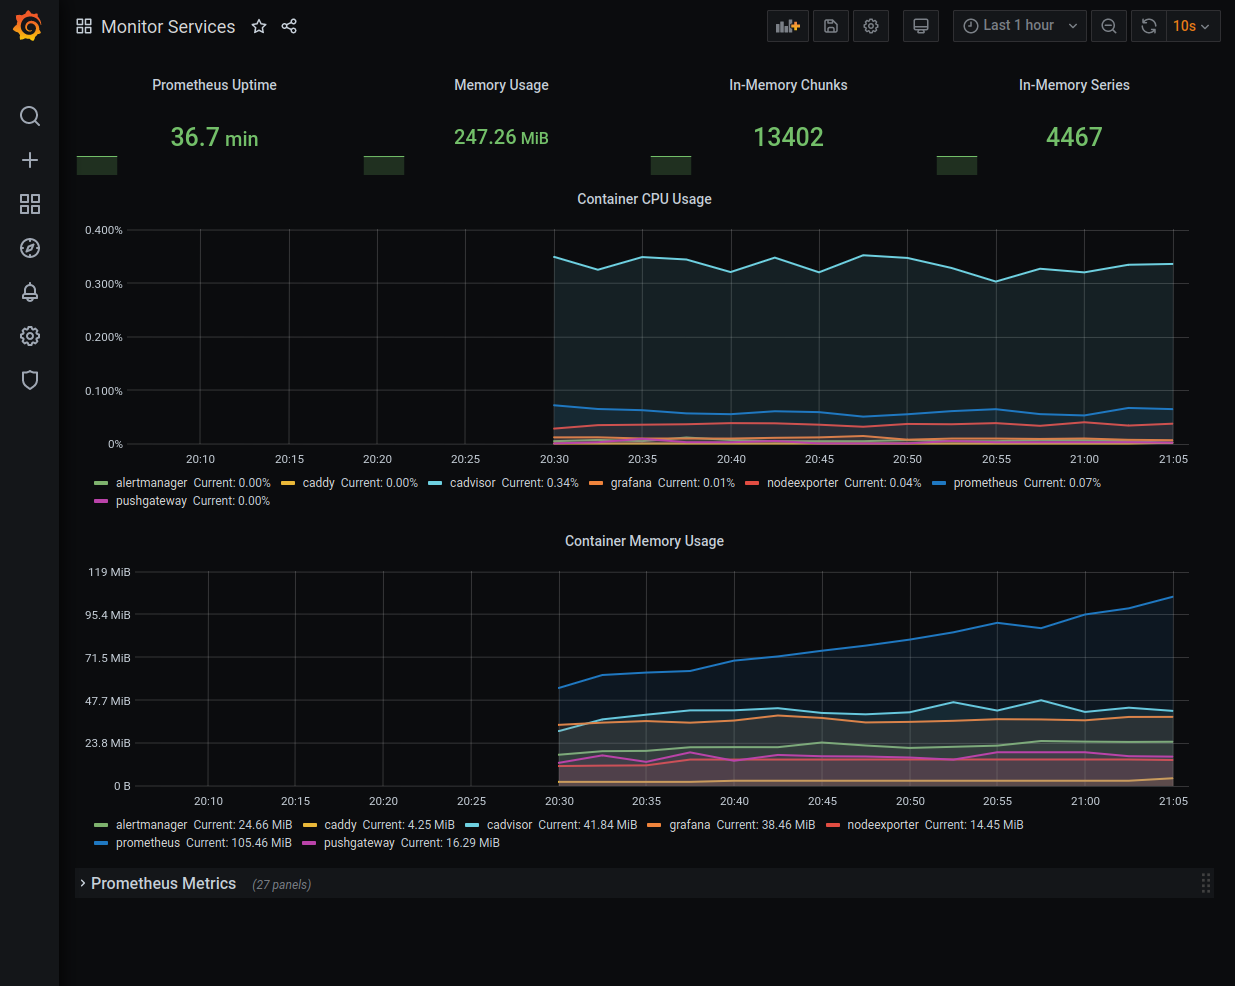 Monitor Services
Last 1 hour
10s
Prometheus Uptime
Memory Usage
In-Memory Chunks
In-Memory Series
36.7 min
247.26 MiB
13402
4467
Container CPU Usage
0.400%
0.300%
0.200%
0.100%
0%
20:10 20:15 20:20 20:25 20:30 20:35 20:40 20:45 20:50 20:55 21:00 21:05
alertmanager Current: 0.00% caddy Current: 0.00% cadvisor Current: 0.34% grafana Current: 0.01% nodeexporter Current: 0.04% prometheus Current: 0.07%
pushgateway Current: 0.00%
Container Memory Usage
119 MiB
95.4 MiB
71.5 MiB
47.7 MiB
23.8 MiB
0 B
20:10 20:15 20:20 20:25 20:30 20:35 20:40 20:45 20:50 20:55 21:00 21:05
alertmanager Current: 24.66 MiB caddy Current: 4.25 MiB cadvisor Current: 41.84 MiB grafana Current: 38.46 MiB nodeexporter Current: 14.45 MiB
prometheus Current: 105.46 MiB pushgateway Current: 16.29 MiB
Prometheus Metrics (27 panels)